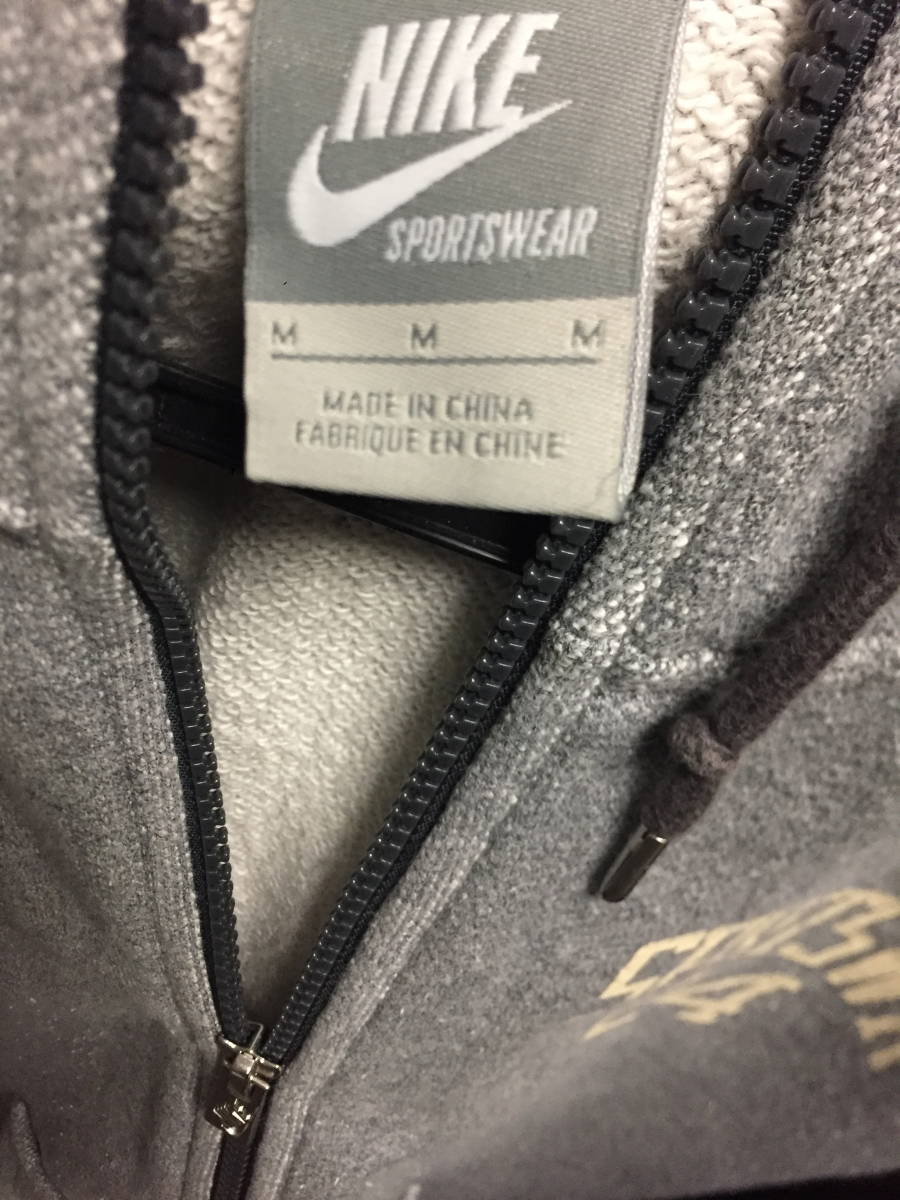 NIKE
SPORTSWEAR
M M M
MADE IN CHINA
FABRIQUE EN CHINE